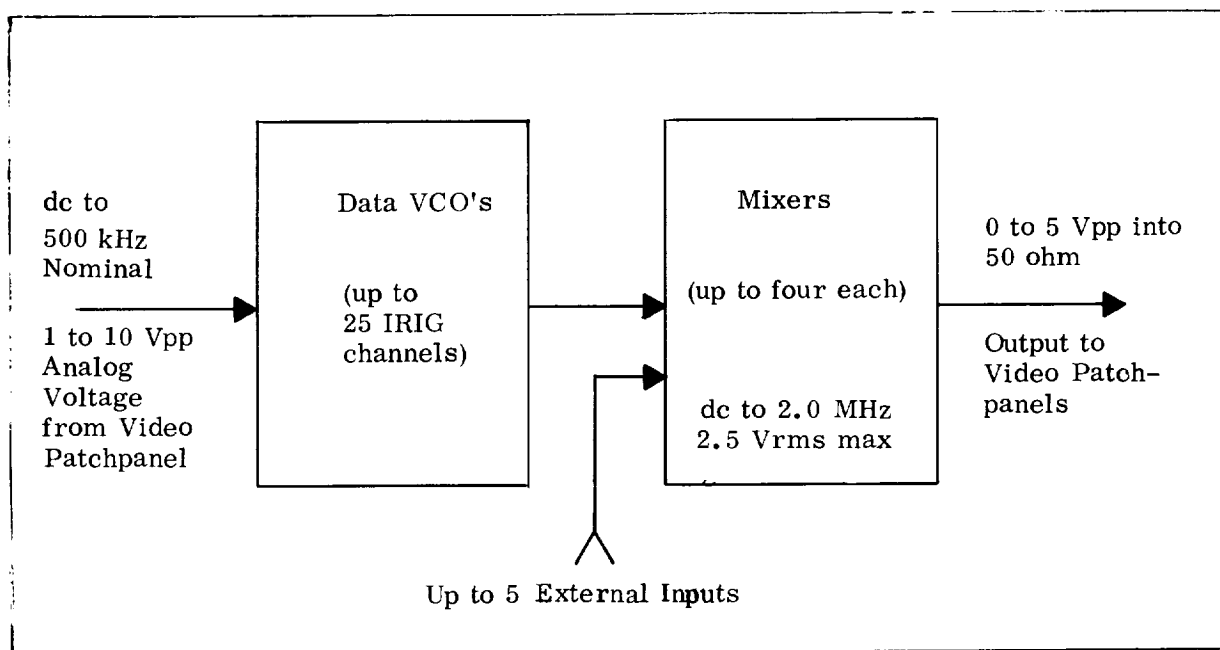 dc to
500 kHz
Nominal
1 to 10 Vpp
Analog
Voltage
from Video
Patchpanel
Data VCO's
(up to
25 IRIG
channels)
Mixers
(up to four each)
dc to 2.0 MHz
2.5 Vrms max
0 to 5 Vpp into
50 ohm
Output to
Video Patch-
panels
Up to 5 External Inputs